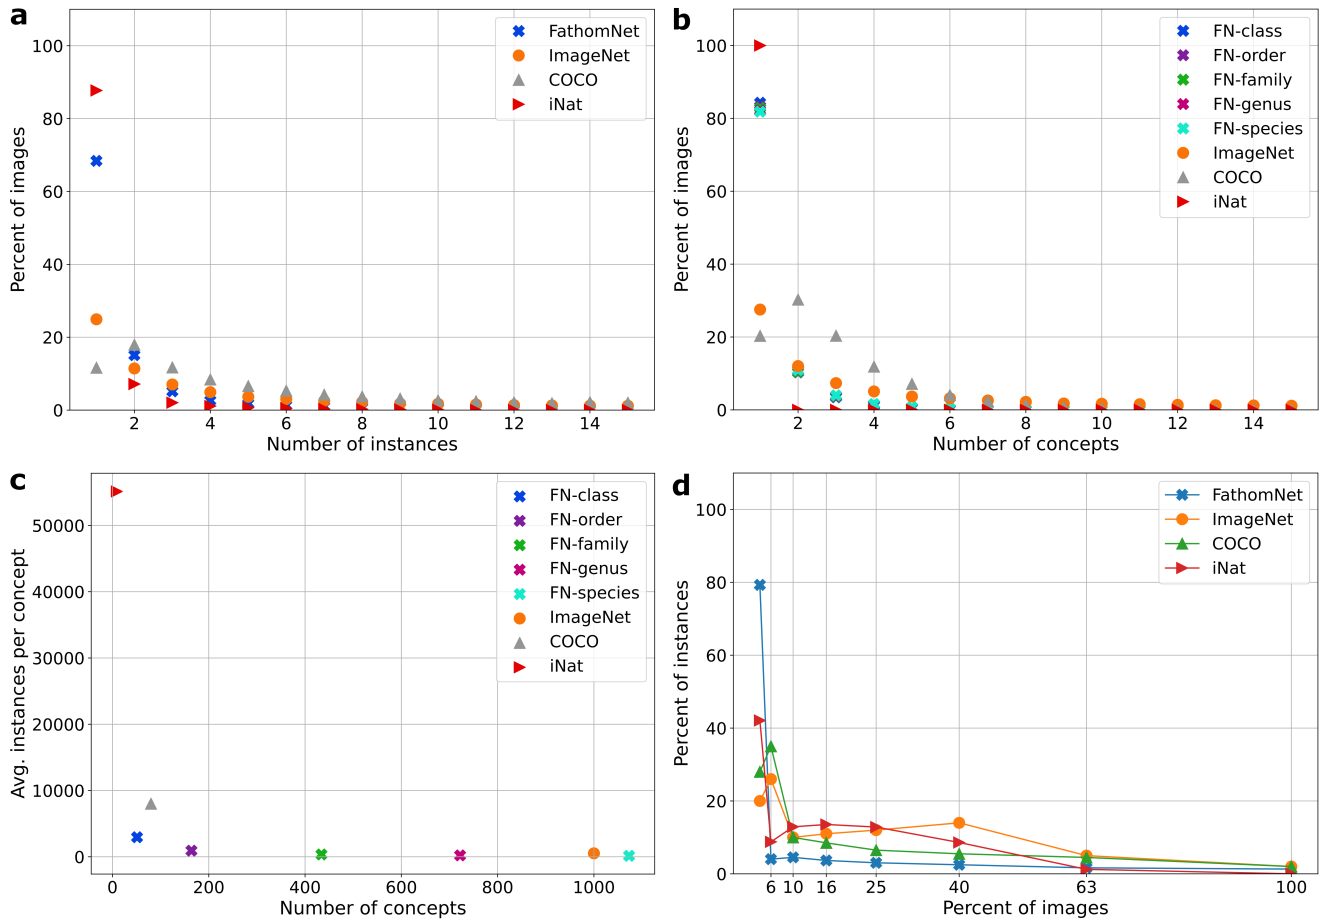 a
Percent of images
100
80
60
40
20
0
2 4 6 8 10 12 14
Number of instances
FathomNet
ImageNet
COCO
iNat
b
Percent of images
100
80
60
40
20
0
2 4 6 8 10 12 14
Number of concepts
FN-class
FN-order
FN-family
FN-genus
FN-species
ImageNet
COCO
iNat
c
Avg. instances per concept
50000
40000
30000
20000
10000
0
0 200 400 600 800 1000
Number of concepts
FN-class
FN-order
FN-family
FN-genus
FN-species
ImageNet
COCO
iNat
d
Percent of instances
100
80
60
40
20
0
6 10 16 25 40 63 100
Percent of images
FathomNet
ImageNet
COCO
iNat